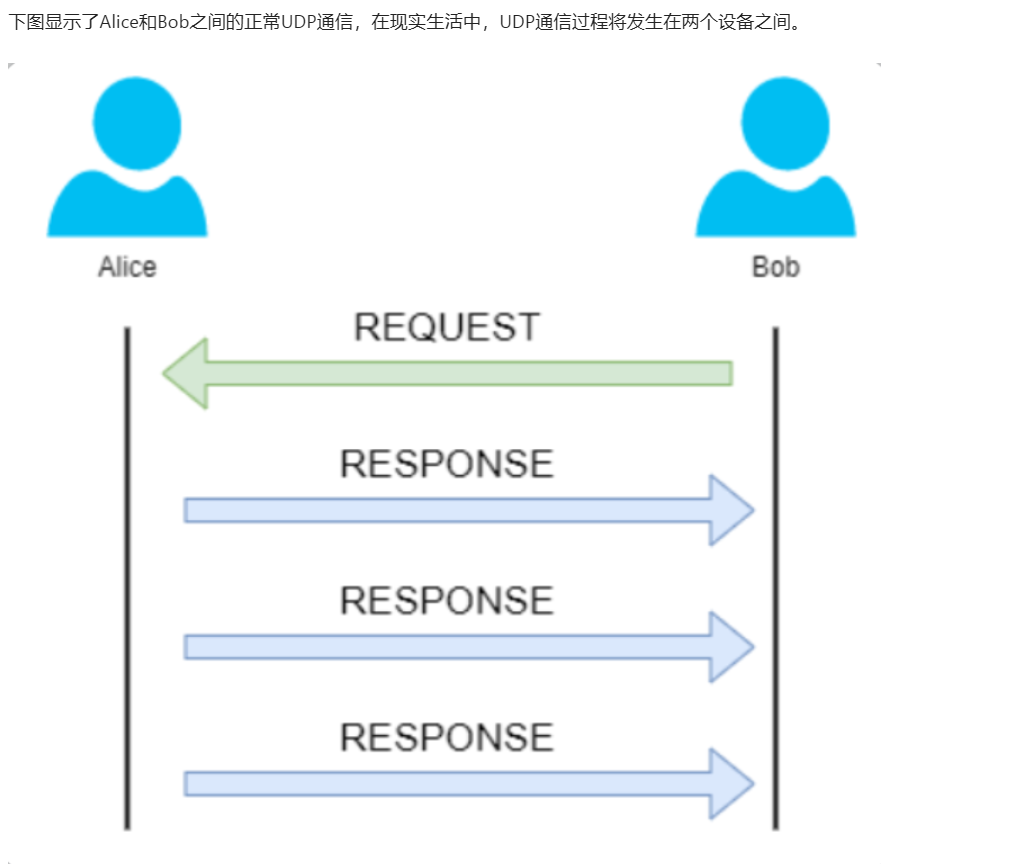 下图显示了Alice和Bob之间的正常UDP通信，在现实生活中，UDP通信过程将发生在两个设备之间。
Alice
Bob
REQUEST
RESPONSE
RESPONSE
RESPONSE